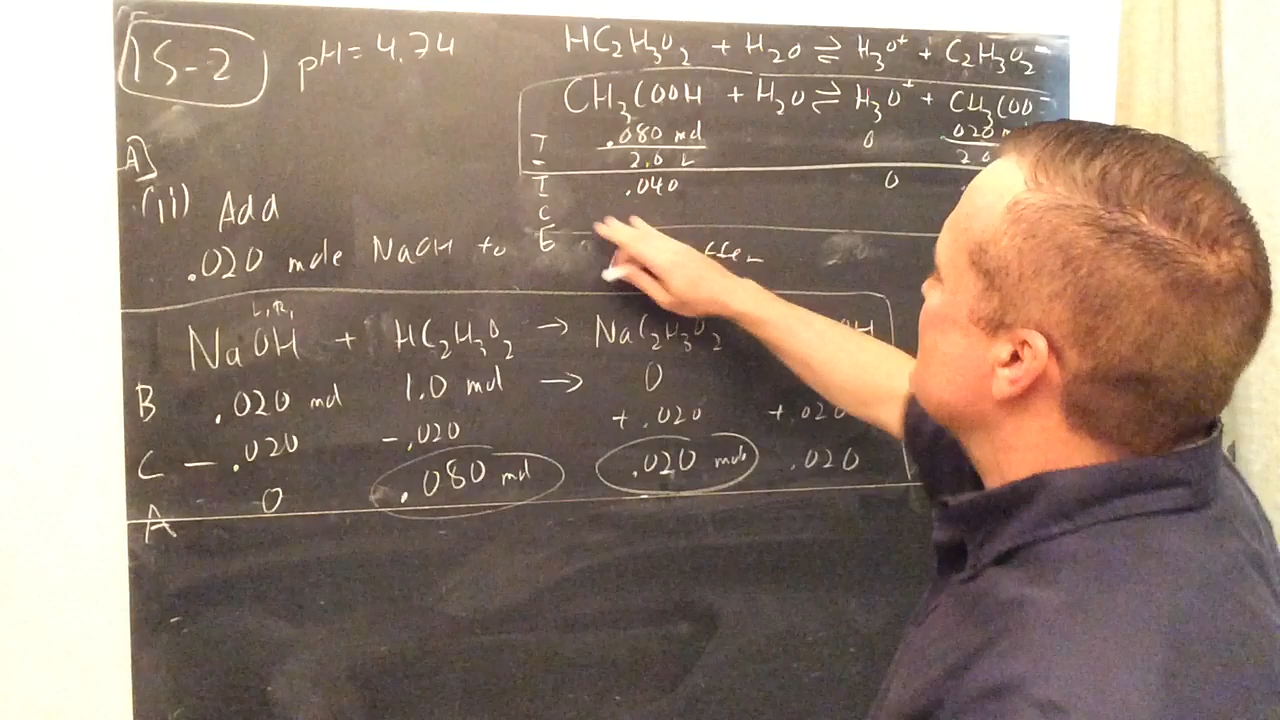 15-2
pH = 4.74
HC₂H₃O₂ + H₂O ⇌ H₃O⁺ + C₂H₃O₂⁻
CH₃COOH + H₂O ⇌ H₃O⁺ + CH₃COO⁻
I .080 mol 0 .020
2.0 L 2.0
I .040 0
C
E
A)
(ii) Add
.020 mole NaOH to
L.R.
NaOH + HC₂H₃O₂ → NaC₂H₃O₂
B .020 mol 1.0 mol → 0
C -.020 -.020 +.020 +.020
A 0 .080 mol .020 mols .020